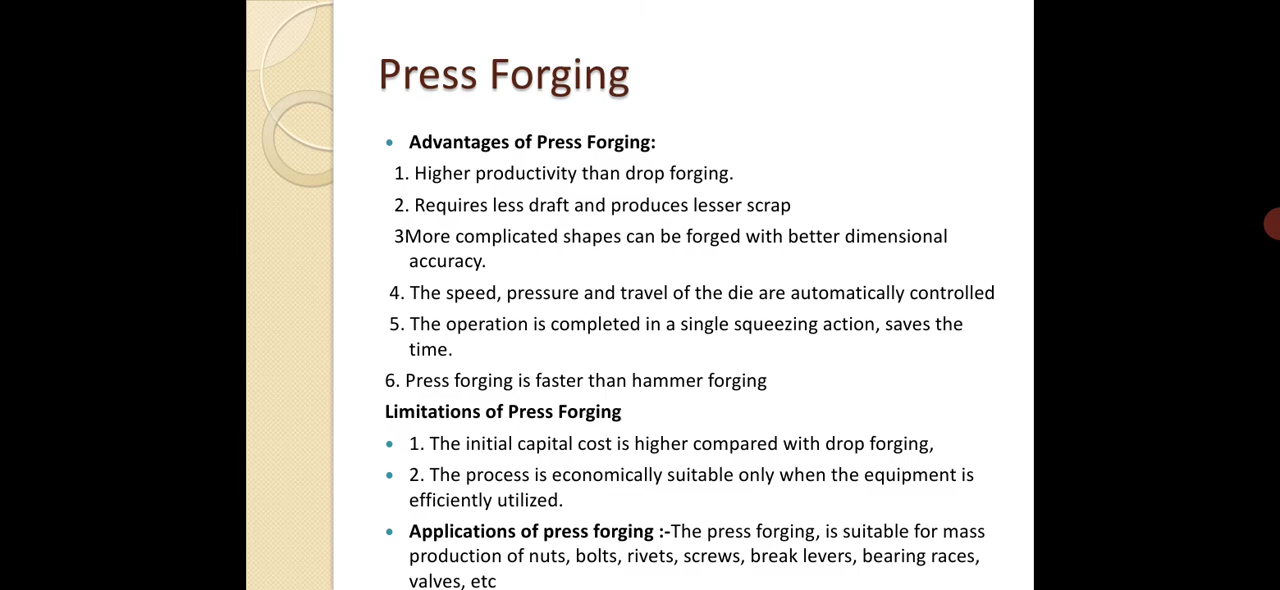 Press Forging
• Advantages of Press Forging:
1. Higher productivity than drop forging.
2. Requires less draft and produces lesser scrap
3More complicated shapes can be forged with better dimensional
accuracy.
4. The speed, pressure and travel of the die are automatically controlled
5. The operation is completed in a single squeezing action, saves the
time.
6. Press forging is faster than hammer forging
Limitations of Press Forging
• 1. The initial capital cost is higher compared with drop forging,
• 2. The process is economically suitable only when the equipment is
efficiently utilized.
• Applications of press forging :-The press forging, is suitable for mass
production of nuts, bolts, rivets, screws, break levers, bearing races,
valves, etc